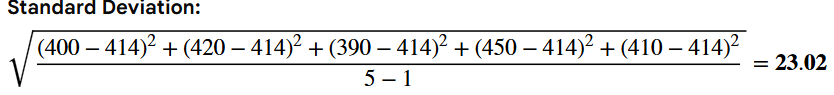 Standard Deviation:
√((400 – 414)² + (420 – 414)² + (390 – 414)² + (450 – 414)² + (410 – 414)² / 5 – 1) = 23.02